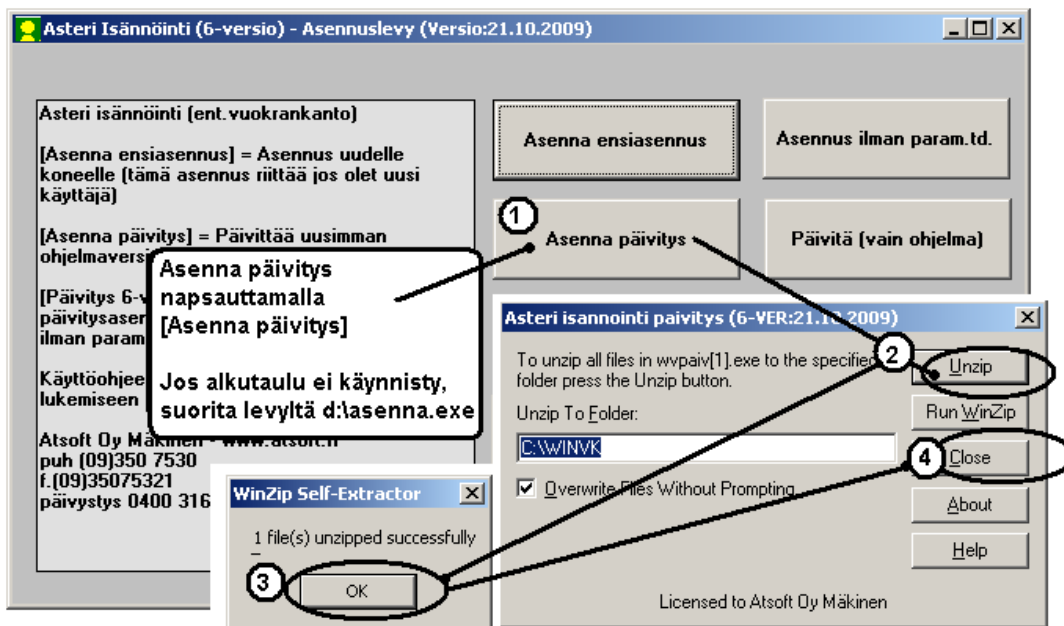 Asteri Isännöinti (6-versio) - Asennuslevy (Versio:21.10.2009)
Asteri isännöinti (ent.vuokrankanto)
[Asenna ensiasennus] = Asennus uudelle
koneelle (tämä asennus riittää jos olet uusi
käyttäjä)
[Asenna päivitys] = Päivittää uusimman
ohjelmaversi
[Päivitys 6-v
päivitysaser
ilman param
Käyttöohjee
lukemiseen
Atsoft Oy Mäkinen - www.atsoft.fi
puh (09)350 7530
f.(09)35075321
päivystys 0400 316
Asenna ensiasennus
Asennus ilman param.td.
1
Asenna päivitys
Päivitä (vain ohjelma)
Asenna päivitys
napsauttamalla
[Asenna päivitys]
Jos alkutaulu ei käynnisty,
suorita levyltä d:\asenna.exe
Asteri isannointi paivitys (6-VER:21.10.2009)
To unzip all files in wvpaiv[1].exe to the specified
folder press the Unzip button.
2
Unzip
Unzip To Folder:
Run WinZip
C:\WINVK
4
Close
Overwrite Files Without Prompting
About
Help
Licensed to Atsoft Oy Mäkinen
WinZip Self-Extractor
1 file(s) unzipped successfully
3
OK